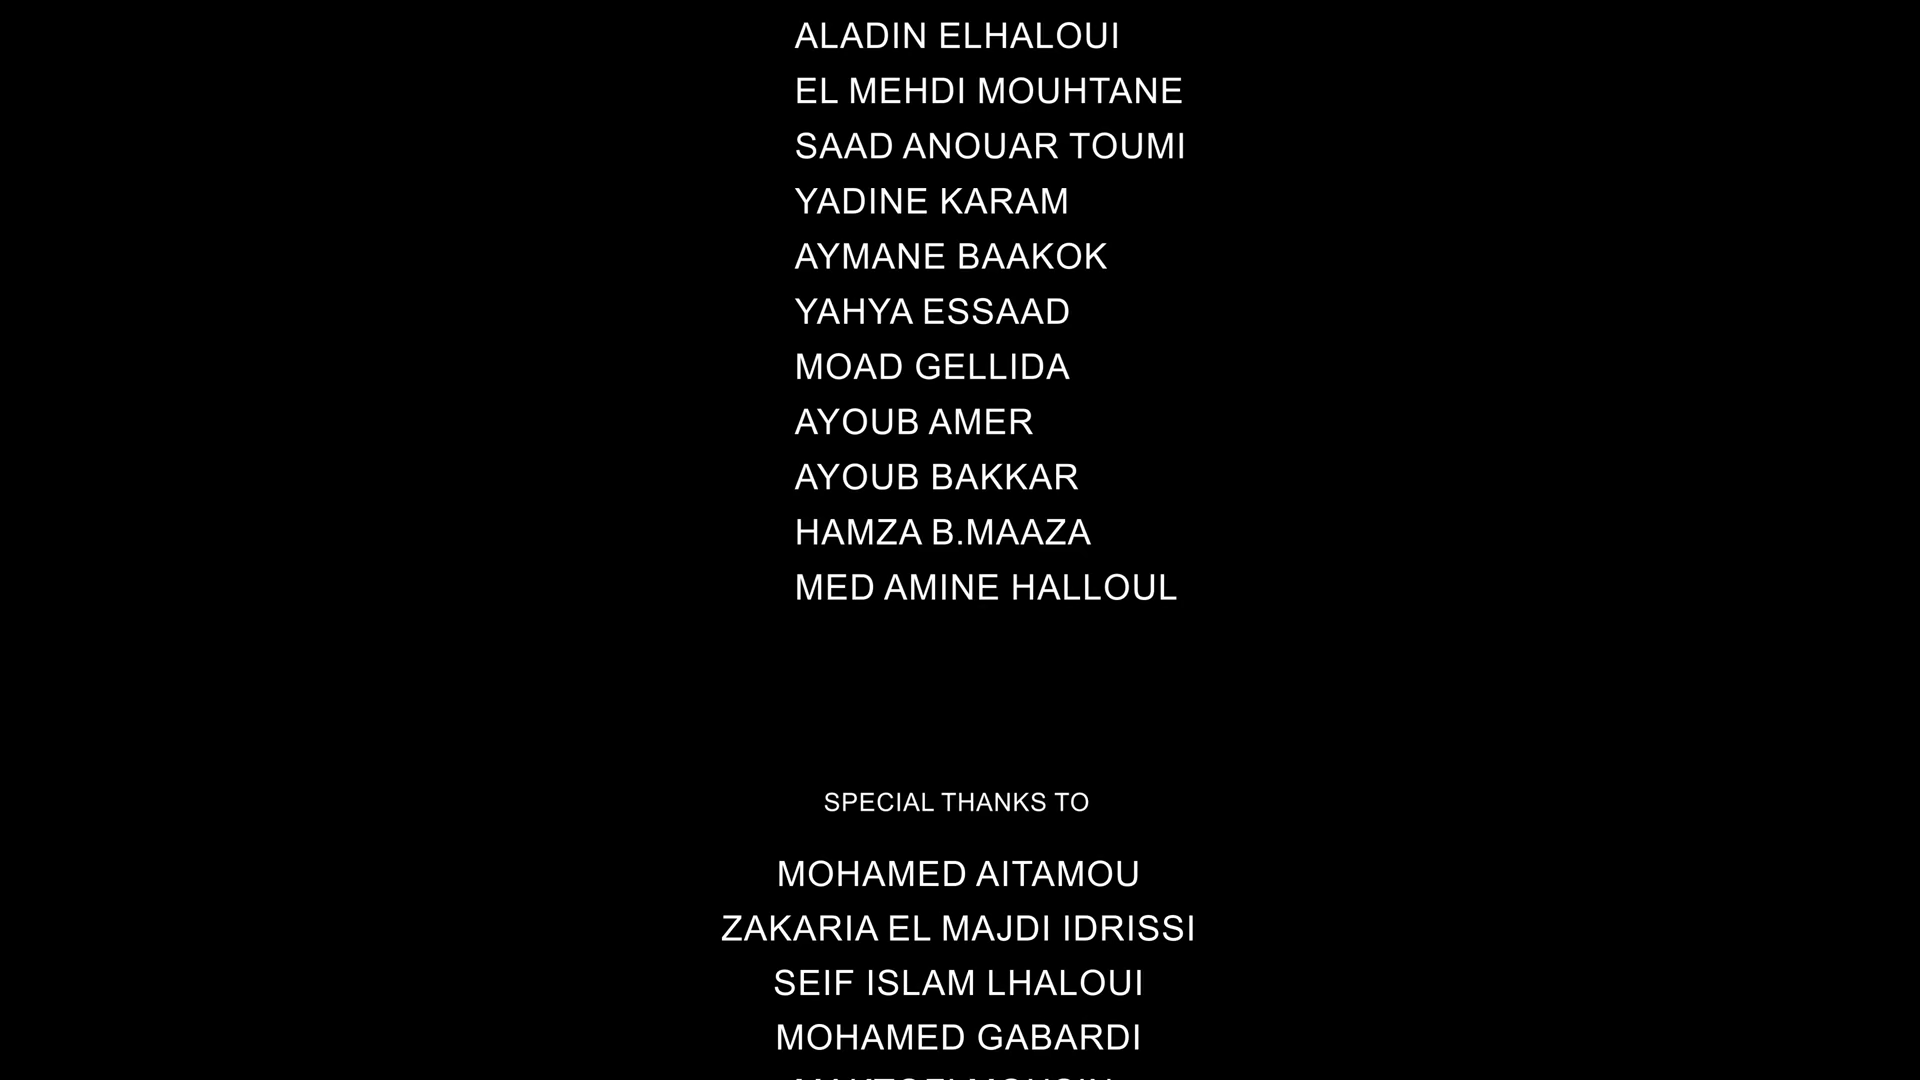 ALADIN ELHALOUI
EL MEHDI MOUHTANE
SAAD ANOUAR TOUMI
YADINE KARAM
AYMANE BAAKOK
YAHYA ESSAAD
MOAD GELLIDA
AYOUB AMER
AYOUB BAKKAR
HAMZA B.MAAZA
MED AMINE HALLOUL
SPECIAL THANKS TO
MOHAMED AITAMOU
ZAKARIA EL MAJDI IDRISSI
SEIF ISLAM LHALOUI
MOHAMED GABARDI